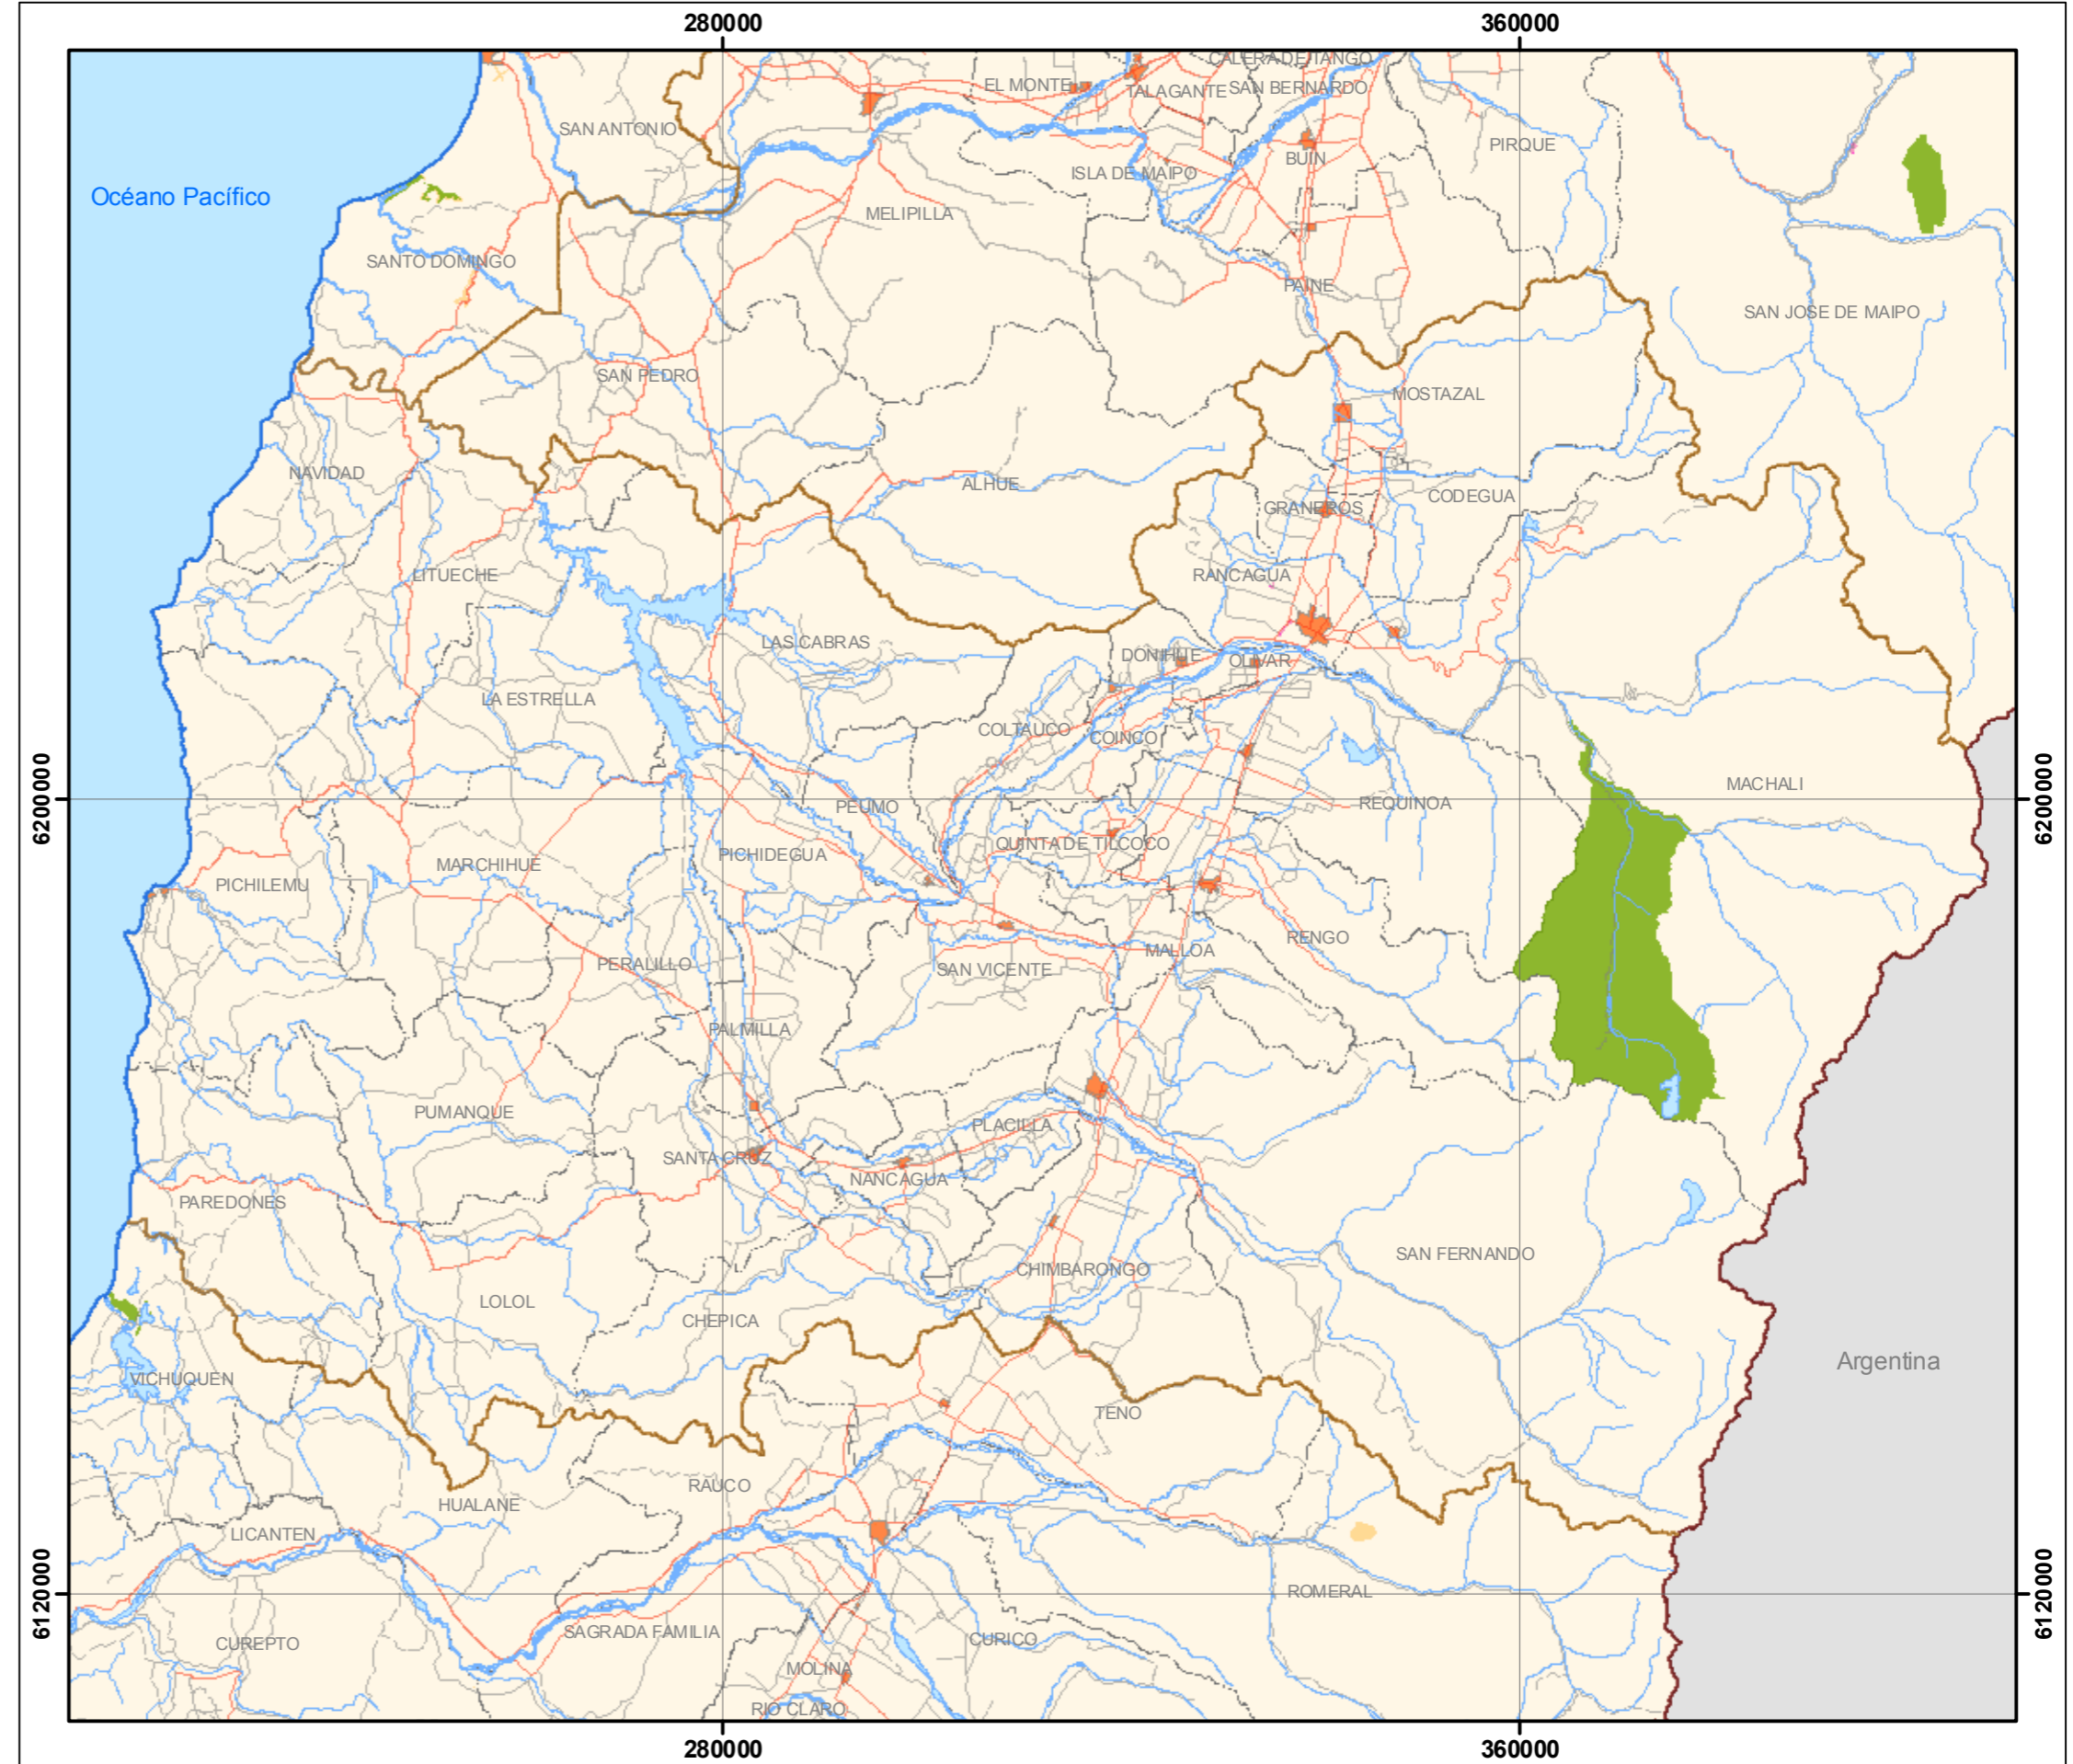 280000
360000
CALERA DE TANGO
EL MONTE
TALAGANTE
SAN BERNARDO
SAN ANTONIO
PIRQUE
BUIN
ISLA DE MAIPO
Océano Pacífico
MELIPILLA
SANTO DOMINGO
PAINE
SAN JOSE DE MAIPO
SAN PEDRO
MOSTAZAL
NAVIDAD
ALHUE
CODEGUA
GRANEROS
LITUECHE
RANCAGUA
LAS CABRAS
DONIHUE
OLIVAR
LA ESTRELLA
COLTAUCO
COINCO
MACHALI
6200000
6200000
PEUMO
REQUINOA
QUINTA DE TILCOCO
PICHIDEGUA
MARCHIHUE
PICHILEMU
RENGO
MALLOA
PERALILLO
SAN VICENTE
PALMILLA
PUMANQUE
PLACILLA
SANTA CRUZ
NANCAGUA
PAREDONES
SAN FERNANDO
CHIMBARONGO
LOLOL
CHEPICA
Argentina
VICHUQUEN
TENO
RAUCO
HUALANE
LICANTEN
6120000
6120000
ROMERAL
SAGRADA FAMILIA
CURICO
CUREPTO
MOLINA
RIO CLARO
280000
360000